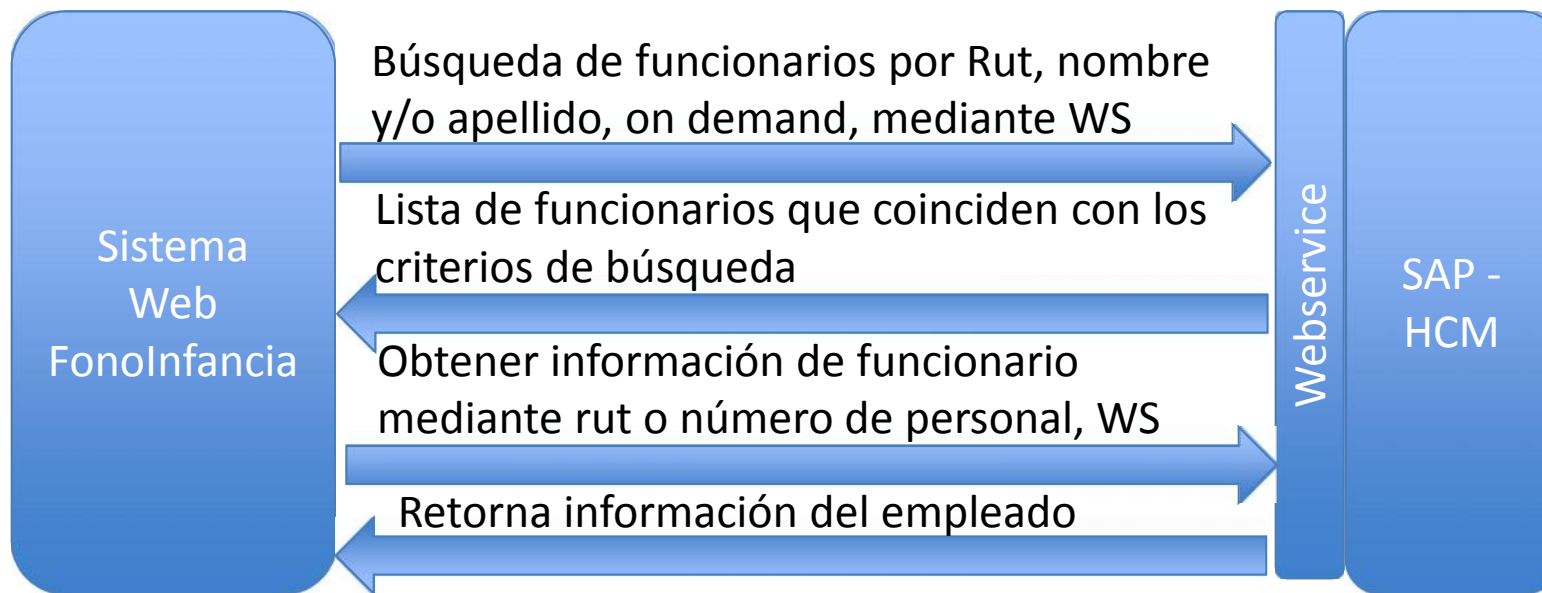 Sistema
Web
FonoInfancia
Búsqueda de funcionarios por Rut, nombre
y/o apellido, on demand, mediante WS
Lista de funcionarios que coinciden con los
criterios de búsqueda
Obtener información de funcionario
mediante rut o número de personal, WS
Retorna información del empleado
Webservice
SAP -
HCM